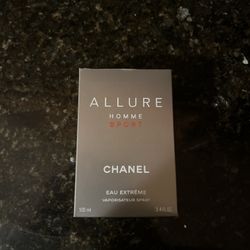 ALLURE
HOMME
SPORT
CHANEL
EAU EXTRÊME
VAPORISATEUR SPRAY
100 ml 3.4 FL. OZ.